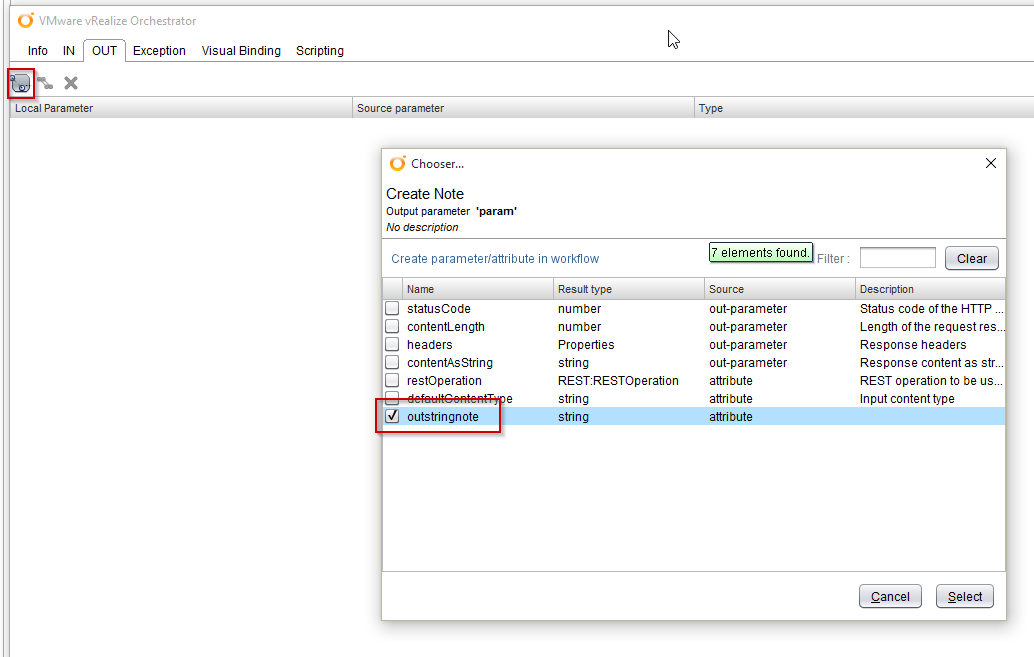 VMware vRealize Orchestrator
Info IN OUT Exception Visual Binding Scripting
Local Parameter Source parameter Type
Chooser...
Create Note
Output parameter 'param'
No description
Create parameter/attribute in workflow 7 elements found. Filter : Clear
Name Result type Source Description
statusCode number out-parameter Status code of the HTTP ...
contentLength number out-parameter Length of the request res...
headers Properties out-parameter Response headers
contentAsString string out-parameter Response content as str...
restOperation REST:RESTOperation attribute REST operation to be us...
defaultContentType string attribute Input content type
outstringnote string attribute
Cancel Select